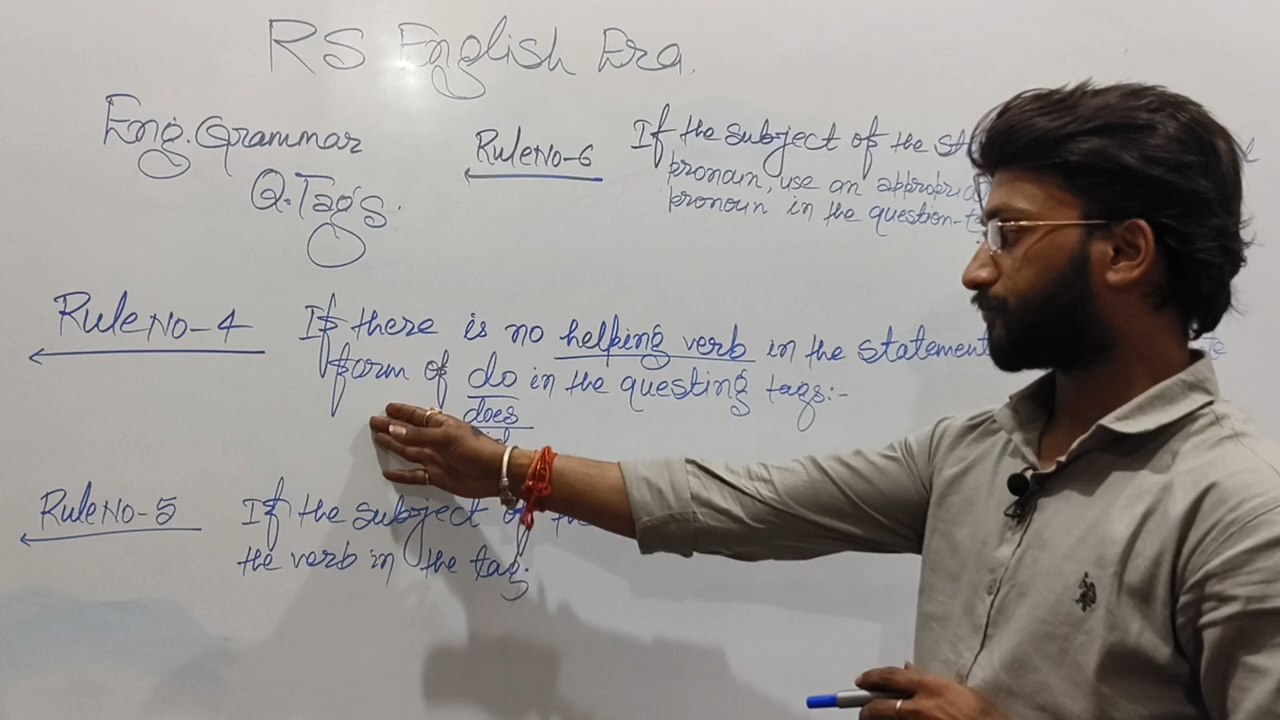 RS English Era.
Eng. Grammar
Q.Tags.
Rule No-6
If the subject of the
pronoun, use an
pronoun in the question-
Rule No-4
If there is no helping verb in the statement
form of do in the questing tags:-
does
Rule No-5
If the subject of the
the verb in the tag.